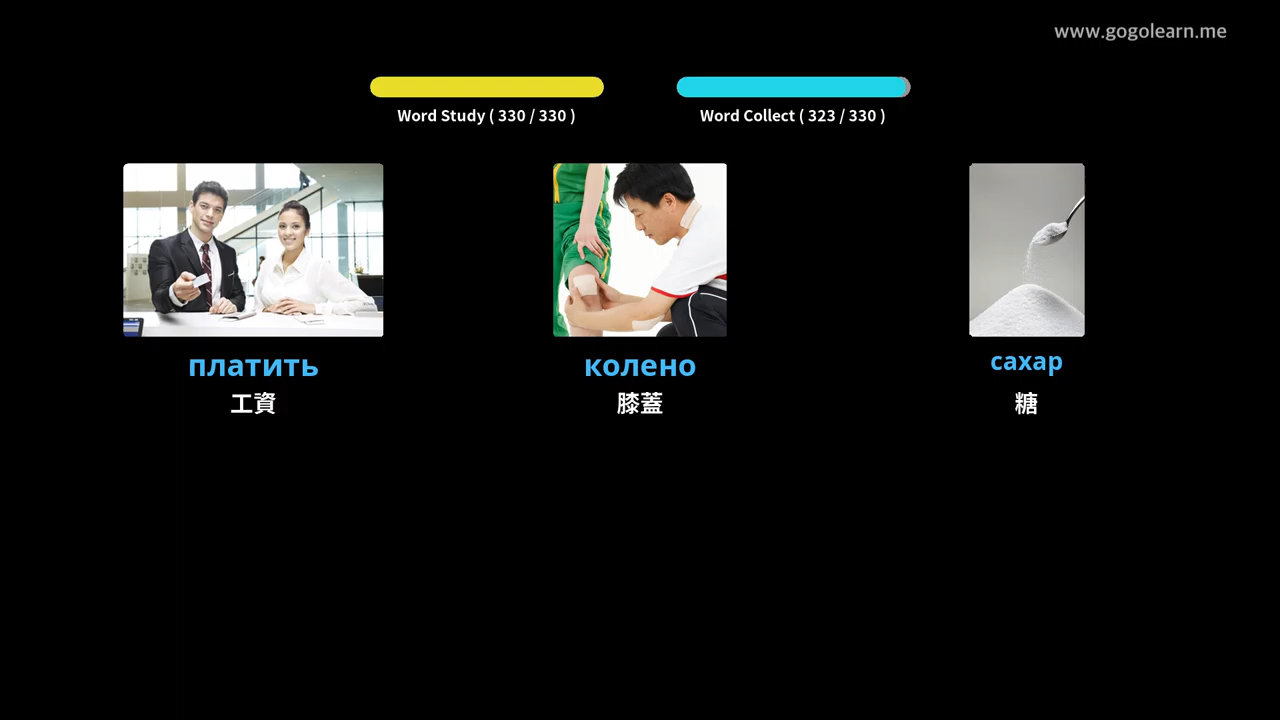 www.gogolearn.me
Word Study ( 330 / 330 )
Word Collect ( 323 / 330 )
платить
колено
сахар
工資
膝蓋
糖